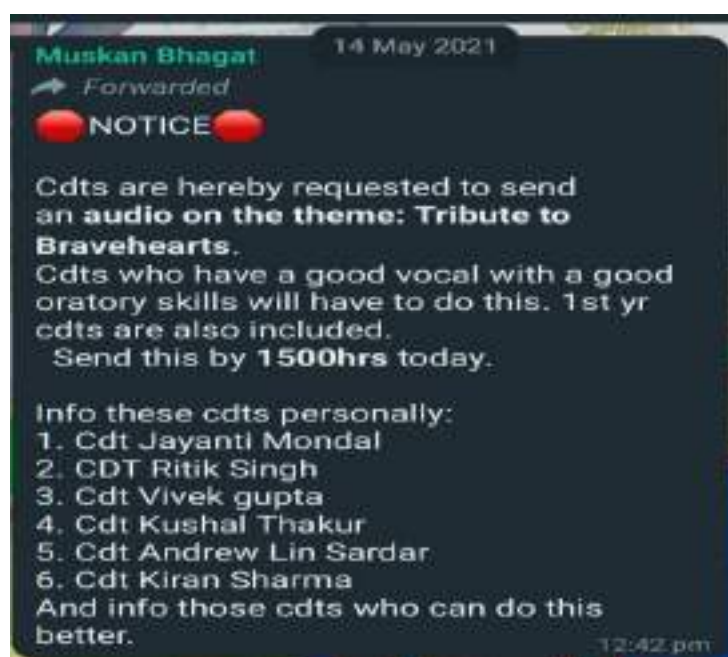 14 May 2021
Muskan Bhagat
Forwarded
🔴NOTICE🔴
Cdts are hereby requested to send
an audio on the theme: Tribute to
Bravehearts.
Cdts who have a good vocal with a good
oratory skills will have to do this. 1st yr
cdts are also included.
Send this by 1500hrs today.
Info these cdts personally:
1. Cdt Jayanti Mondal
2. CDT Ritik Singh
3. Cdt Vivek gupta
4. Cdt Kushal Thakur
5. Cdt Andrew Lin Sardar
6. Cdt Kiran Sharma
And info those cdts who can do this
better.
12:42 pm